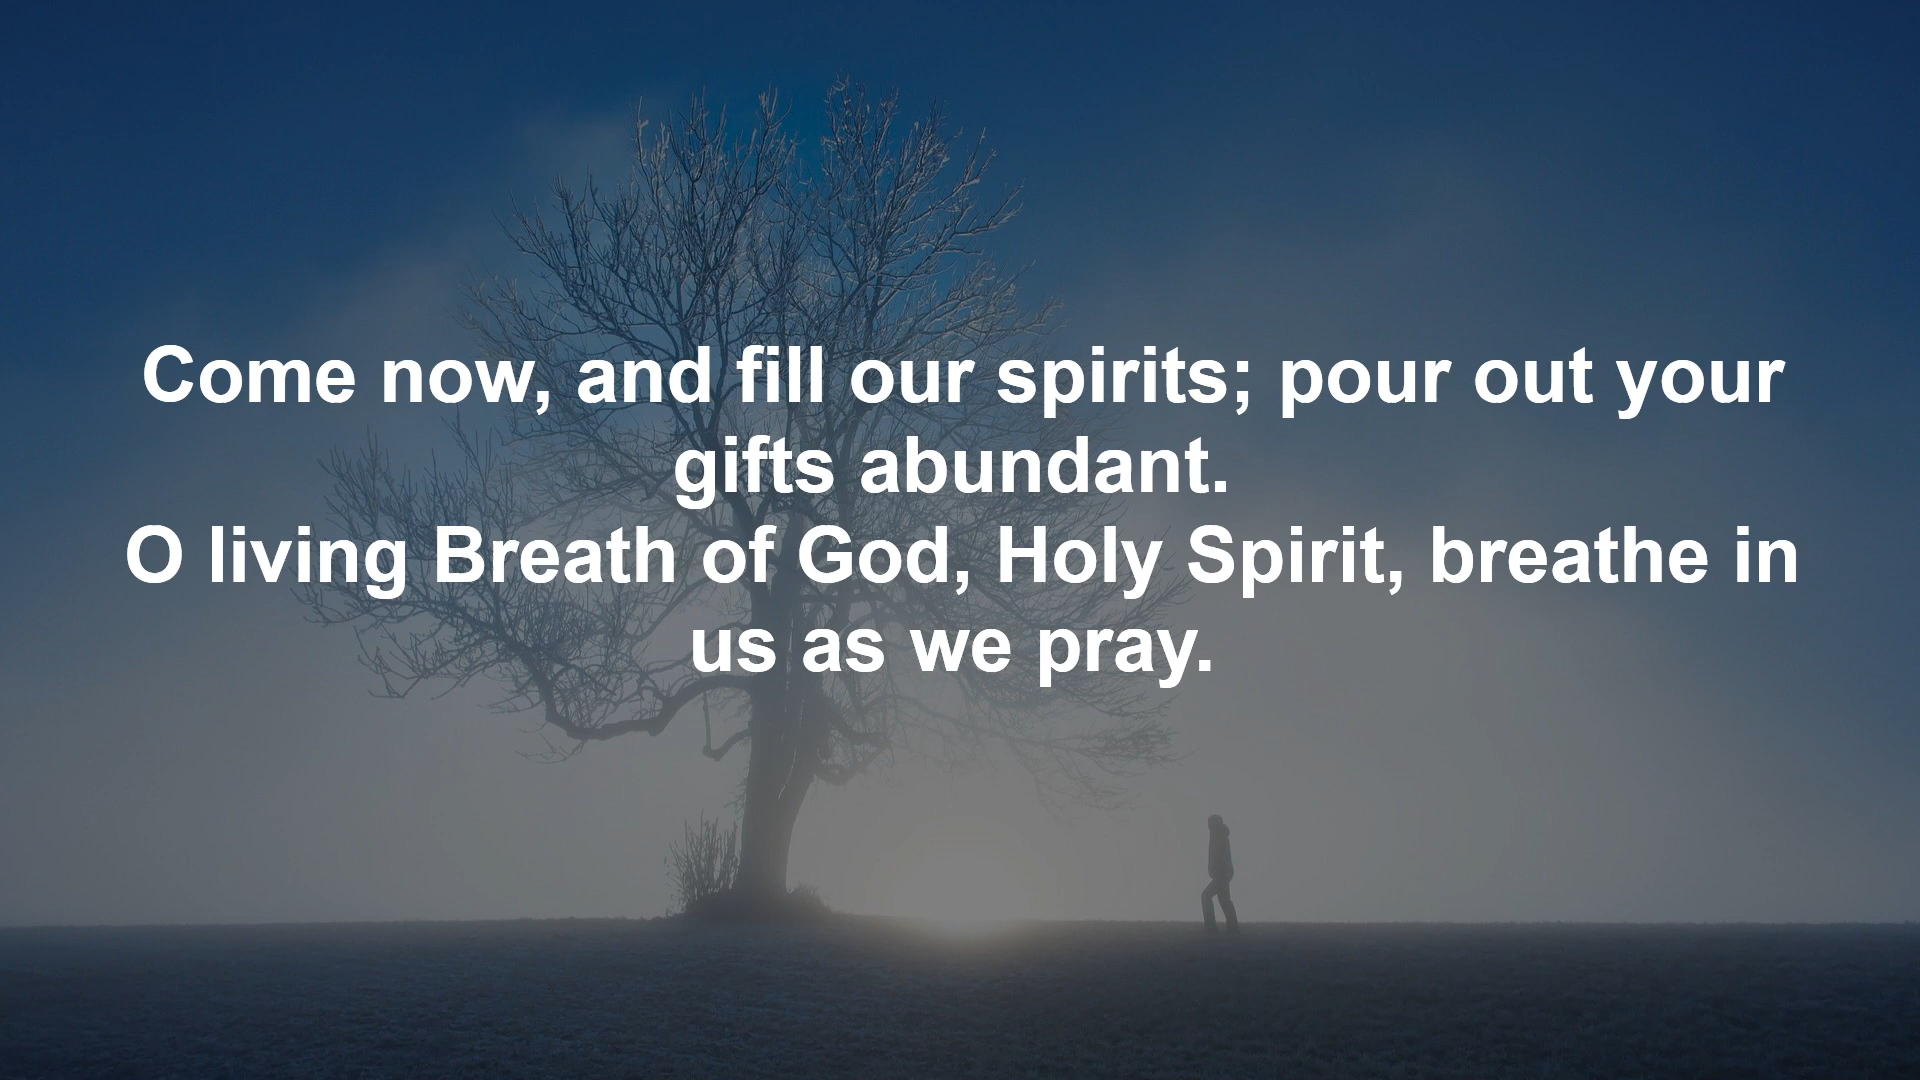 Come now, and fill our spirits; pour out your
gifts abundant.
O living Breath of God, Holy Spirit, breathe in
us as we pray.